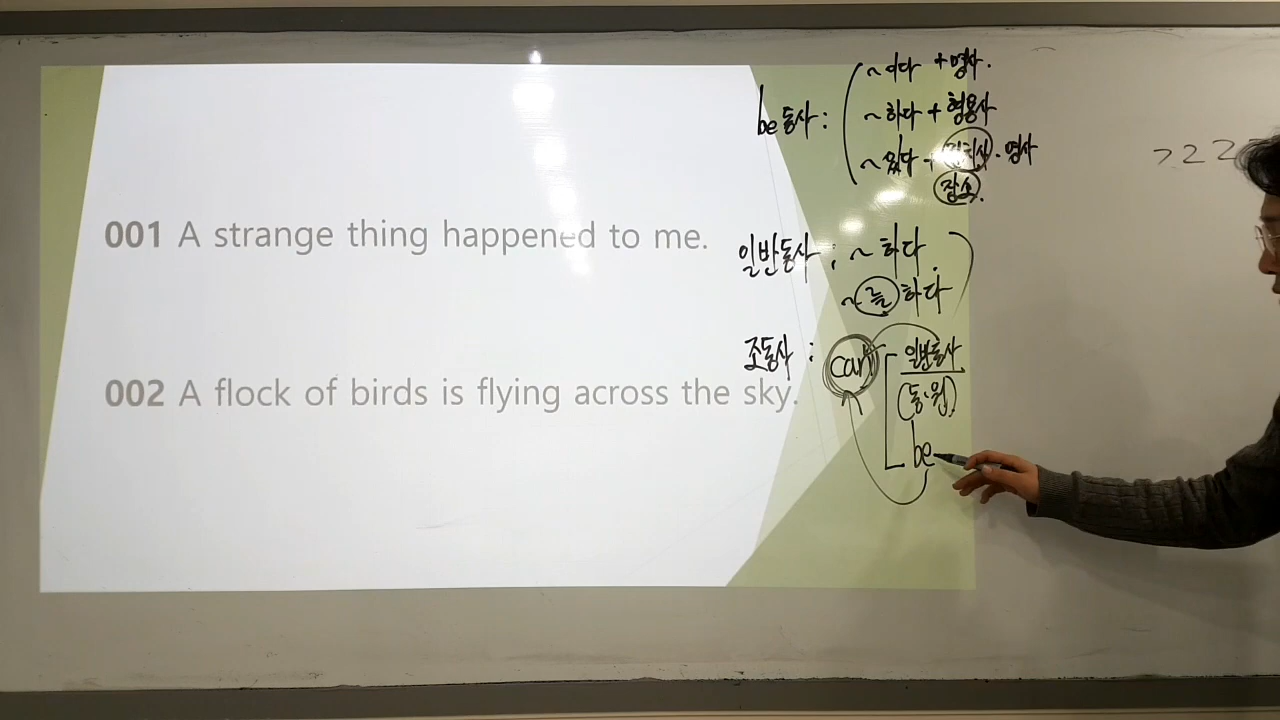 001 A strange thing happened to me.
002 A flock of birds is flying across the sky.
be동사 :
~이다 + 명사.
~하다 + 형용사
~있다 + 전치사 · 명사
장소.
일반동사 : ~ 하다.
~ 늘 하다
조동사 : can
일반동사
(동·원)
be
722